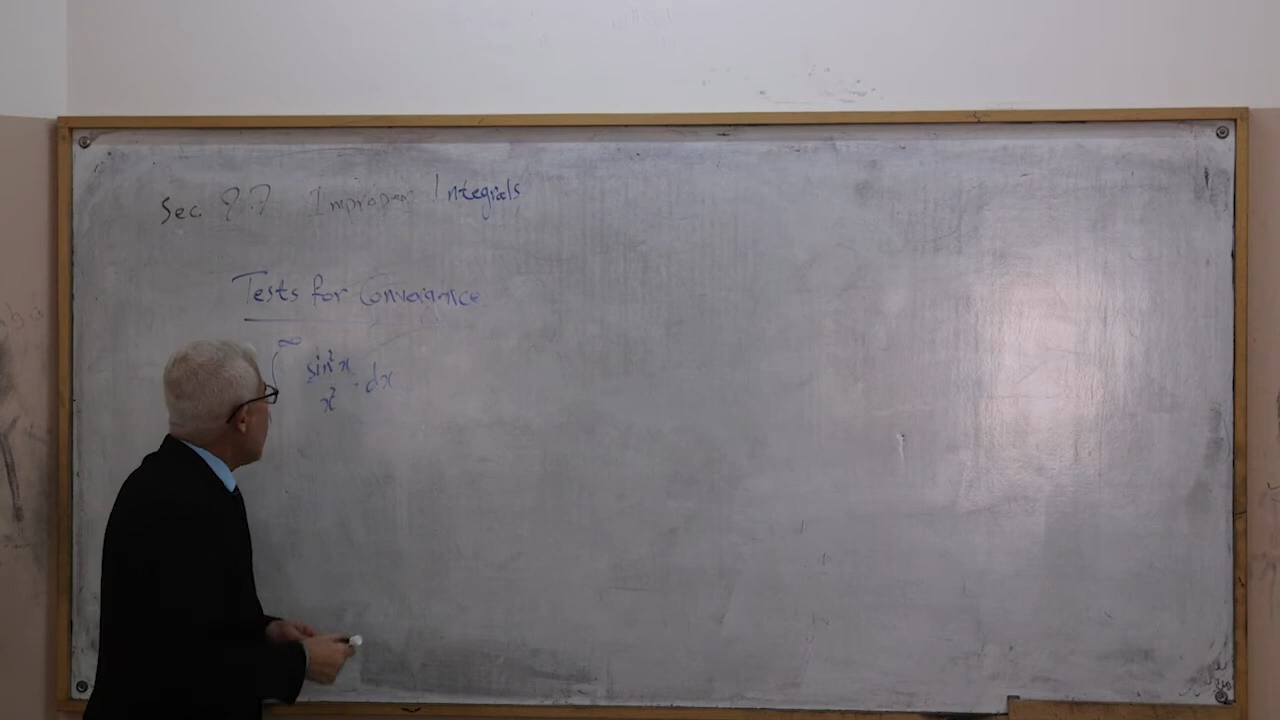 Sec. 8.7 Improper Integrals
Tests for Convergence
∫^∞ sin²x / x² · dx